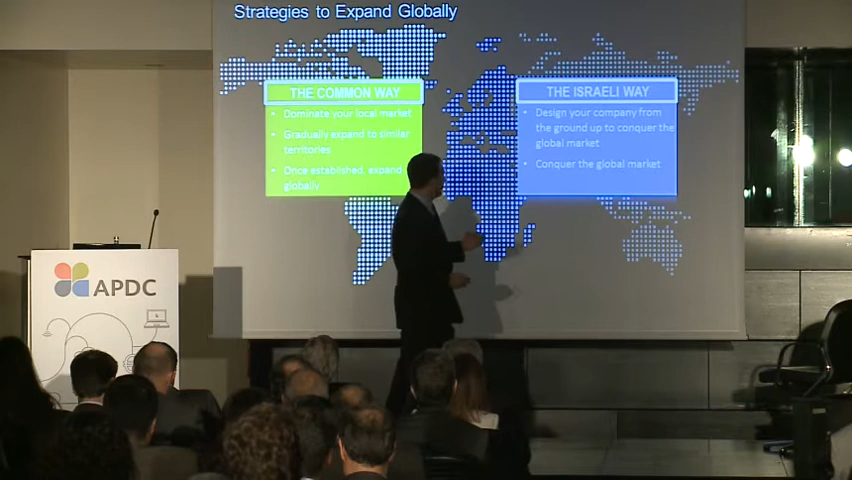 Strategies to Expand Globally
THE COMMON WAY
• Dominate your local market
• Gradually expand to similar
territories
• Once established, expand
globally
THE ISRAELI WAY
• Design your company from
the ground up to conquer the
global market
• Conquer the global market
APDC